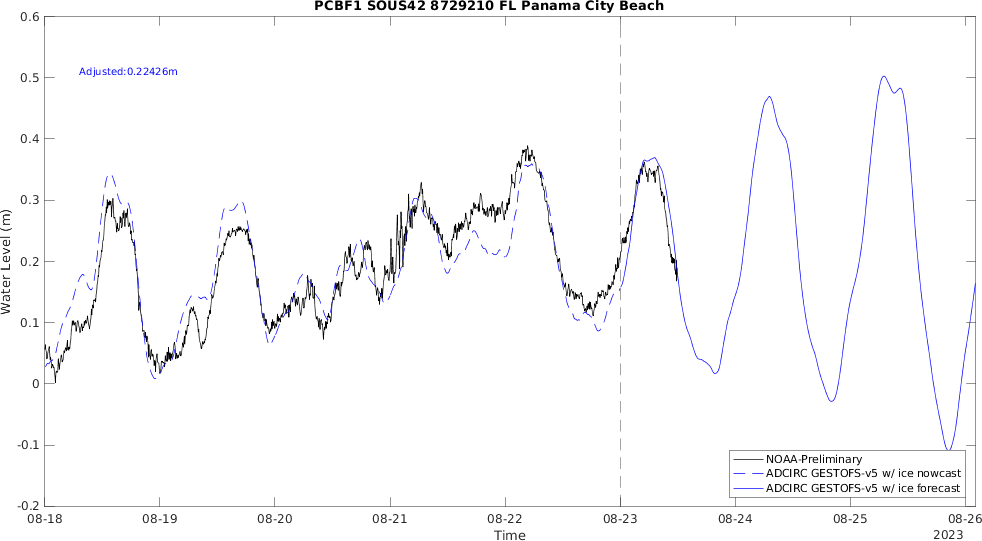 PCBF1 SOUS42 8729210 FL Panama City Beach
0.6
0.5
0.4
0.3
0.2
0.1
0
-0.1
-0.2
Water Level (m)
Adjusted:0.22426m
NOAA-Preliminary
ADCIRC GESTOFS-v5 w/ ice nowcast
ADCIRC GESTOFS-v5 w/ ice forecast
08-18 08-19 08-20 08-21 08-22 08-23 08-24 08-25 08-26
Time
2023